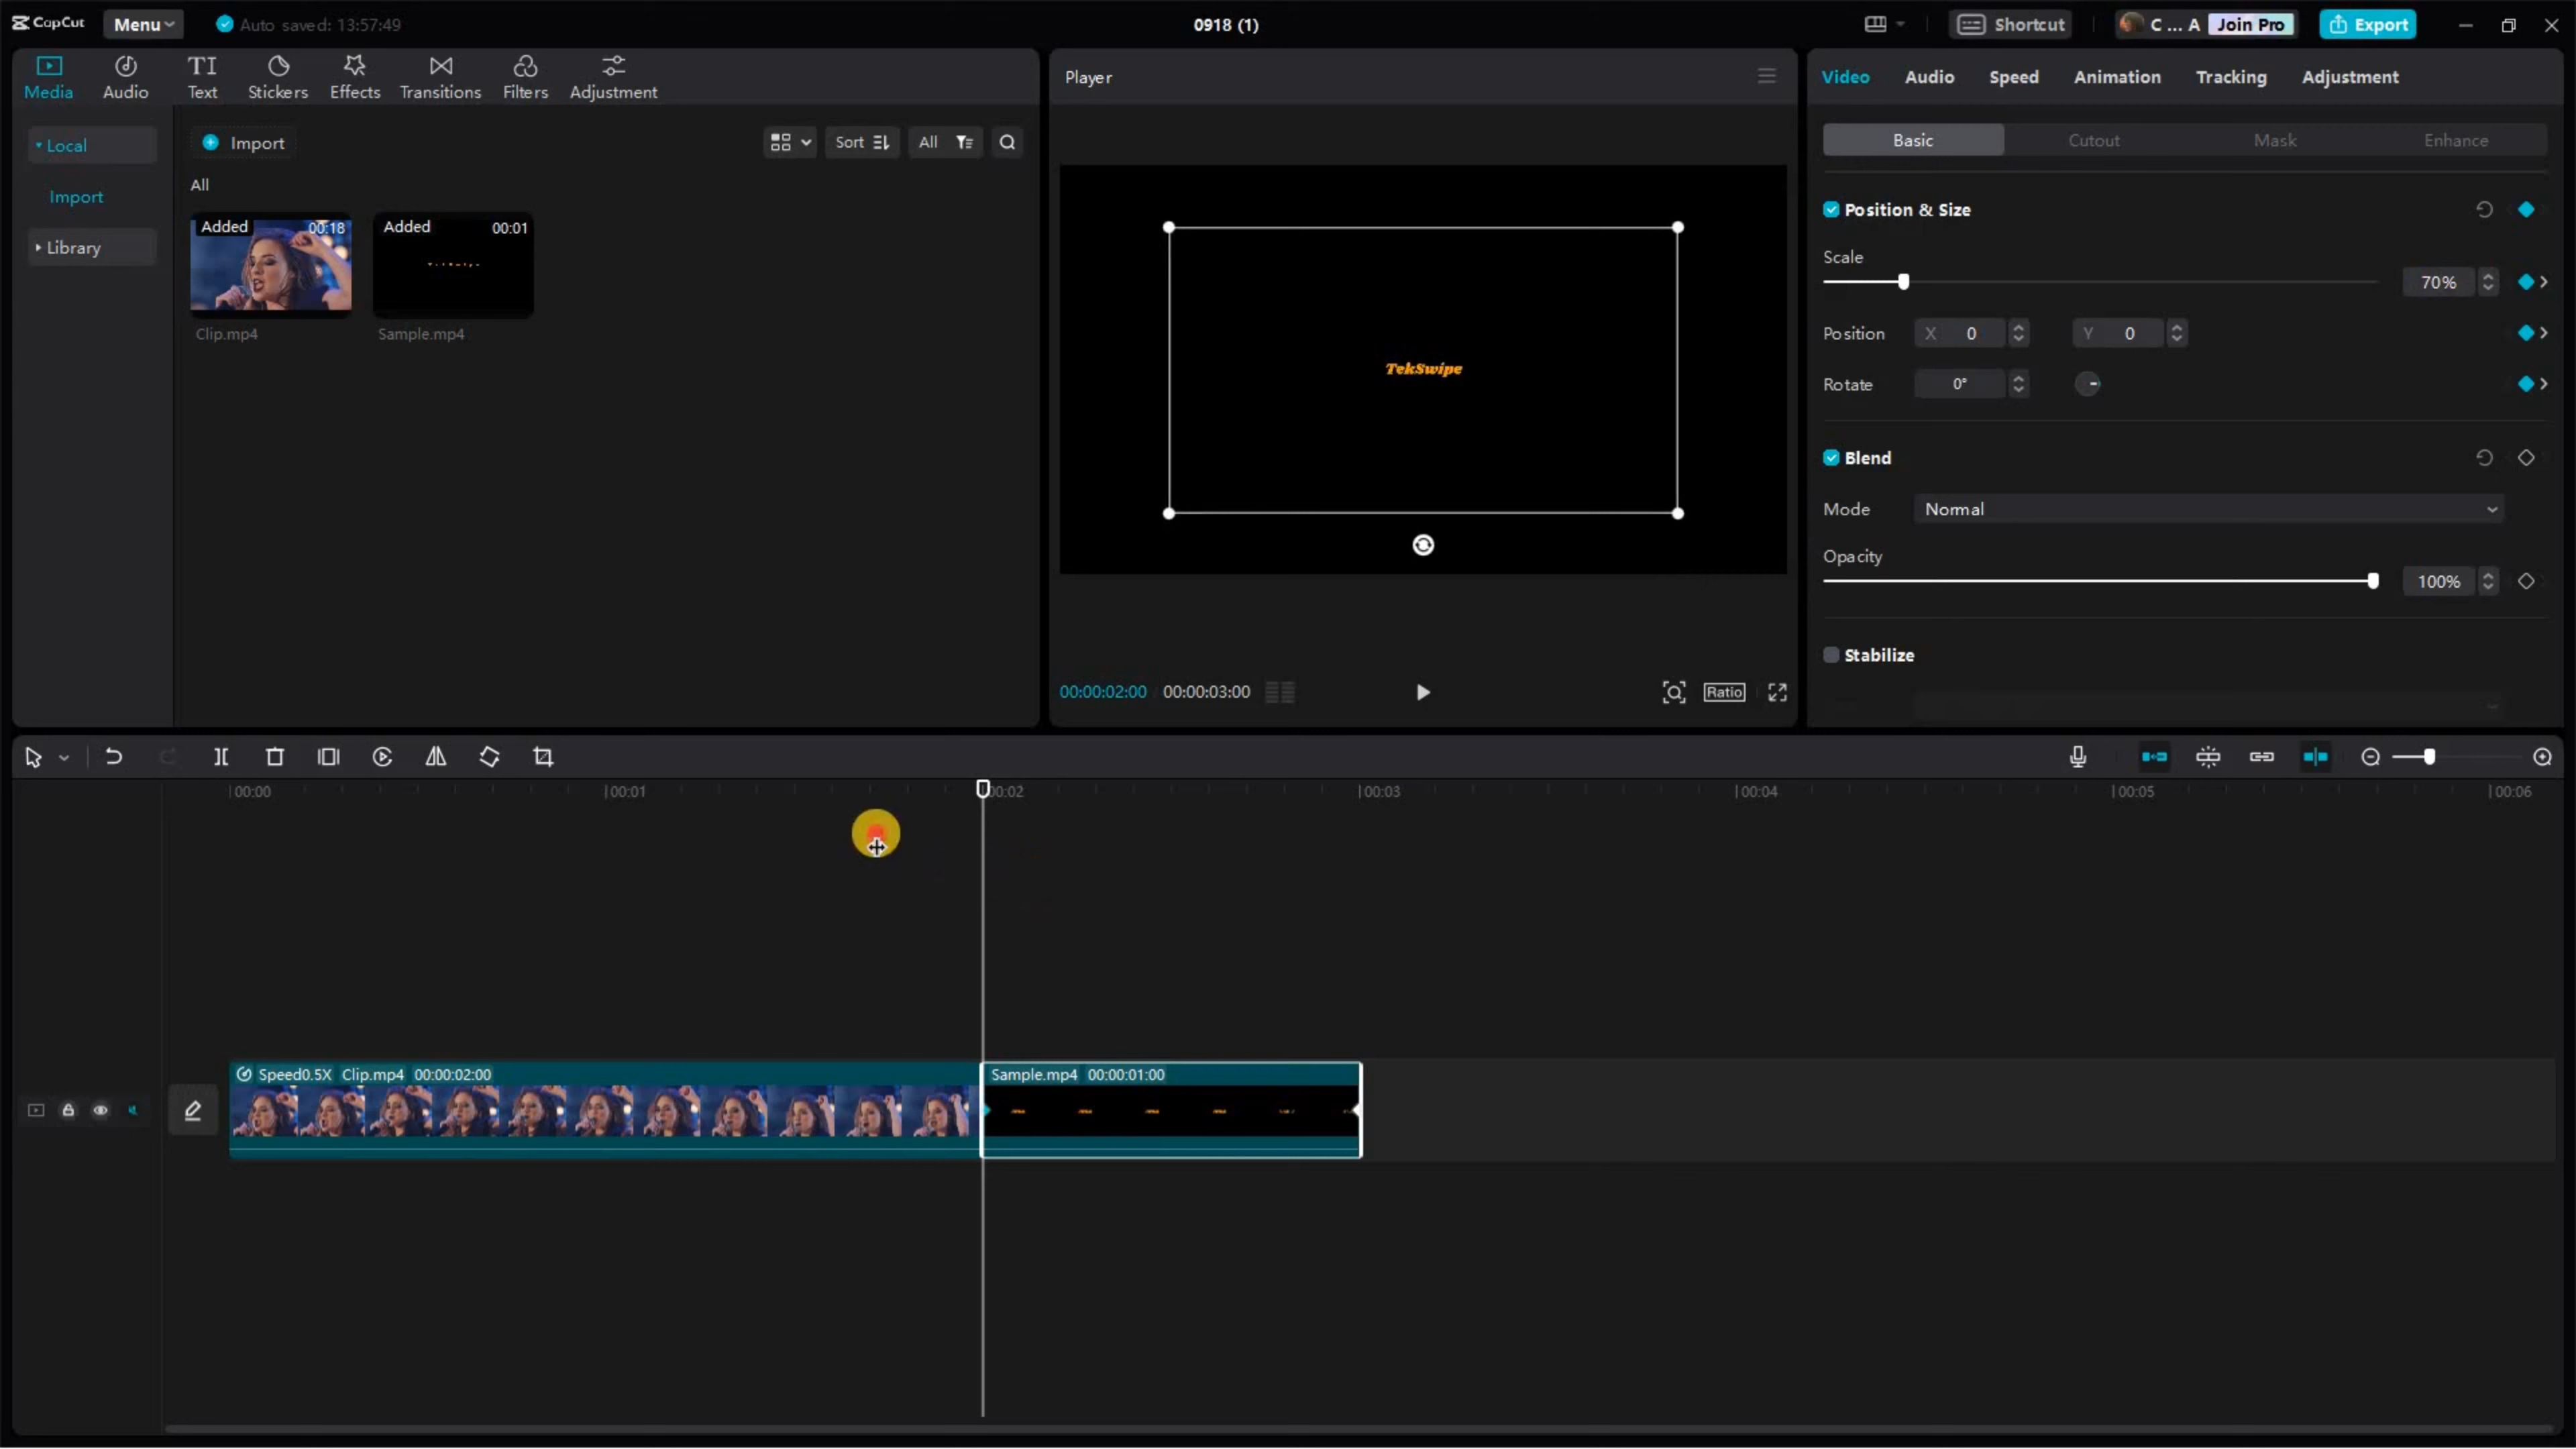 CapCut Menu Auto saved: 13:57:49 0918 (1) Shortcut C ... A Join Pro Export
Media Audio Text Stickers Effects Transitions Filters Adjustment
Local
Import
Library
Import Sort All
All
Added 00:18
Clip.mp4
Added 00:01
Sample.mp4
Player
TekSwipe
00:00:02:00 00:00:03:00 Ratio
Video Audio Speed Animation Tracking Adjustment
Basic Cutout Mask Enhance
Position & Size
Scale
70%
Position X 0 Y 0
Rotate 0°
Blend
Mode Normal
Opacity
100%
Stabilize
00:00 00:01 00:02 00:03 00:04 00:05 00:06
Speed0.5X Clip.mp4 00:00:02:00 Sample.mp4 00:00:01:00